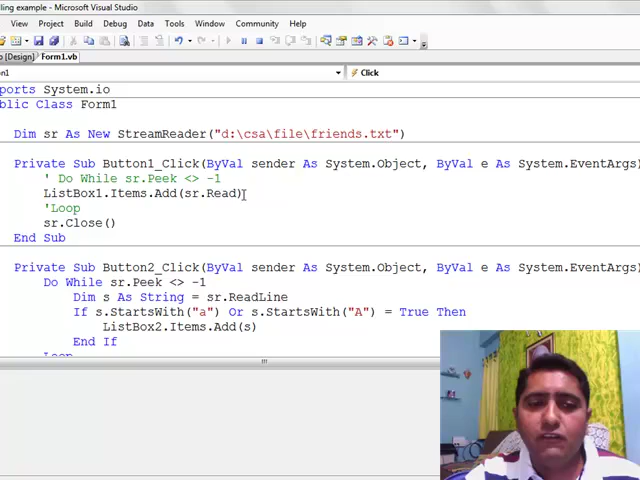 ling example - Microsoft Visual Studio
View Project Build Debug Data Tools Window Community Help
[Design] Form1.vb
on1
Click
ports System.io
blic Class Form1
Dim sr As New StreamReader("d:\csa\file\friends.txt")
Private Sub Button1_Click(ByVal sender As System.Object, ByVal e As System.EventArgs)
' Do While sr.Peek <> -1
ListBox1.Items.Add(sr.Read)
'Loop
sr.Close()
End Sub
Private Sub Button2_Click(ByVal sender As System.Object, ByVal e As System.EventArgs)
Do While sr.Peek <> -1
Dim s As String = sr.ReadLine
If s.StartsWith("a") Or s.StartsWith("A") = True Then
ListBox2.Items.Add(s)
End If
Loop